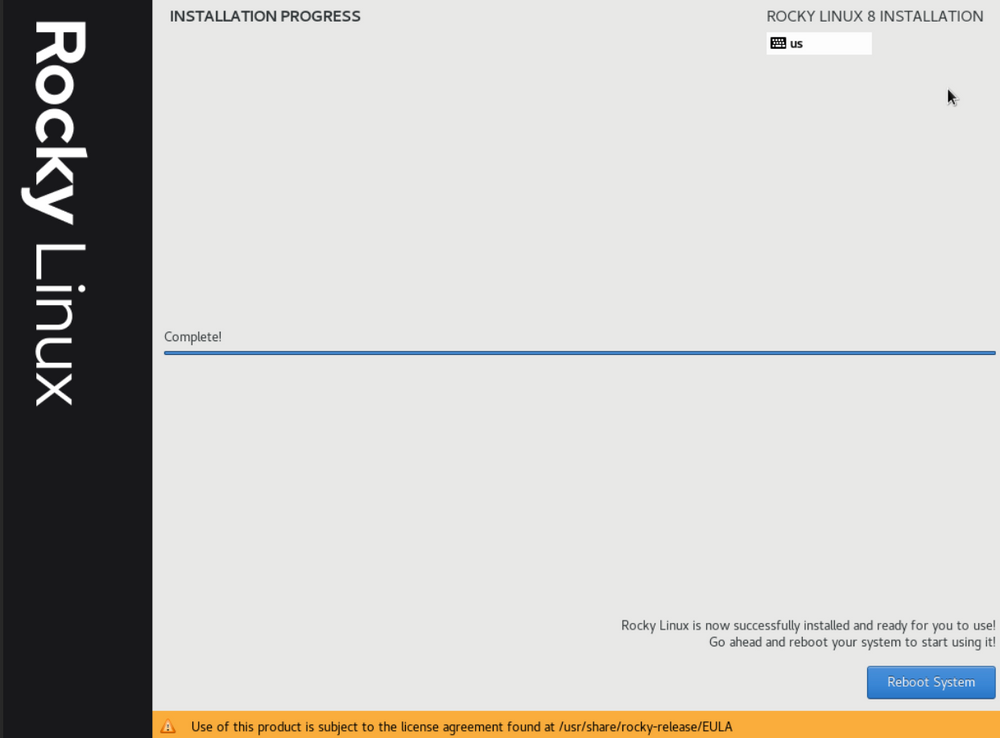 Rocky Linux
INSTALLATION PROGRESS
ROCKY LINUX 8 INSTALLATION
us
Complete!
Rocky Linux is now successfully installed and ready for you to use!
Go ahead and reboot your system to start using it!
Reboot System
Use of this product is subject to the license agreement found at /usr/share/rocky-release/EULA